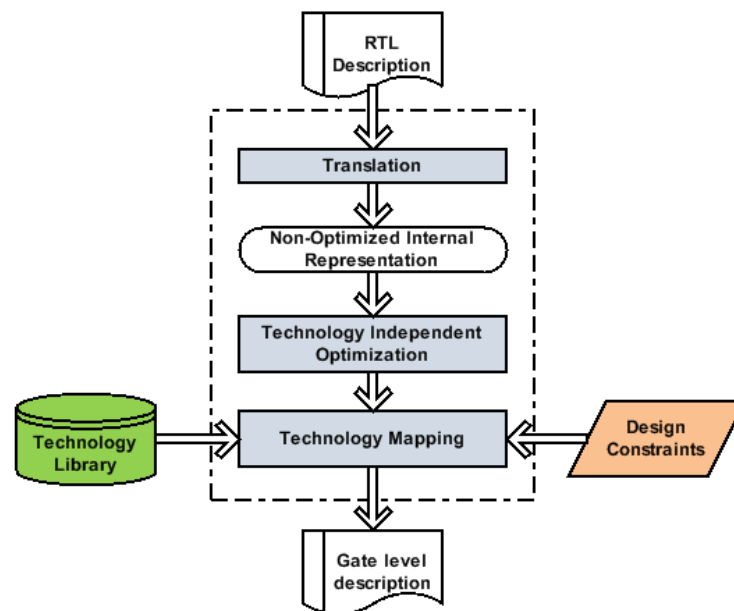 RTL
Description
Translation
Non-Optimized Internal
Representation
Technology Independent
Optimization
Technology
Library
Technology Mapping
Design
Constraints
Gate level
description